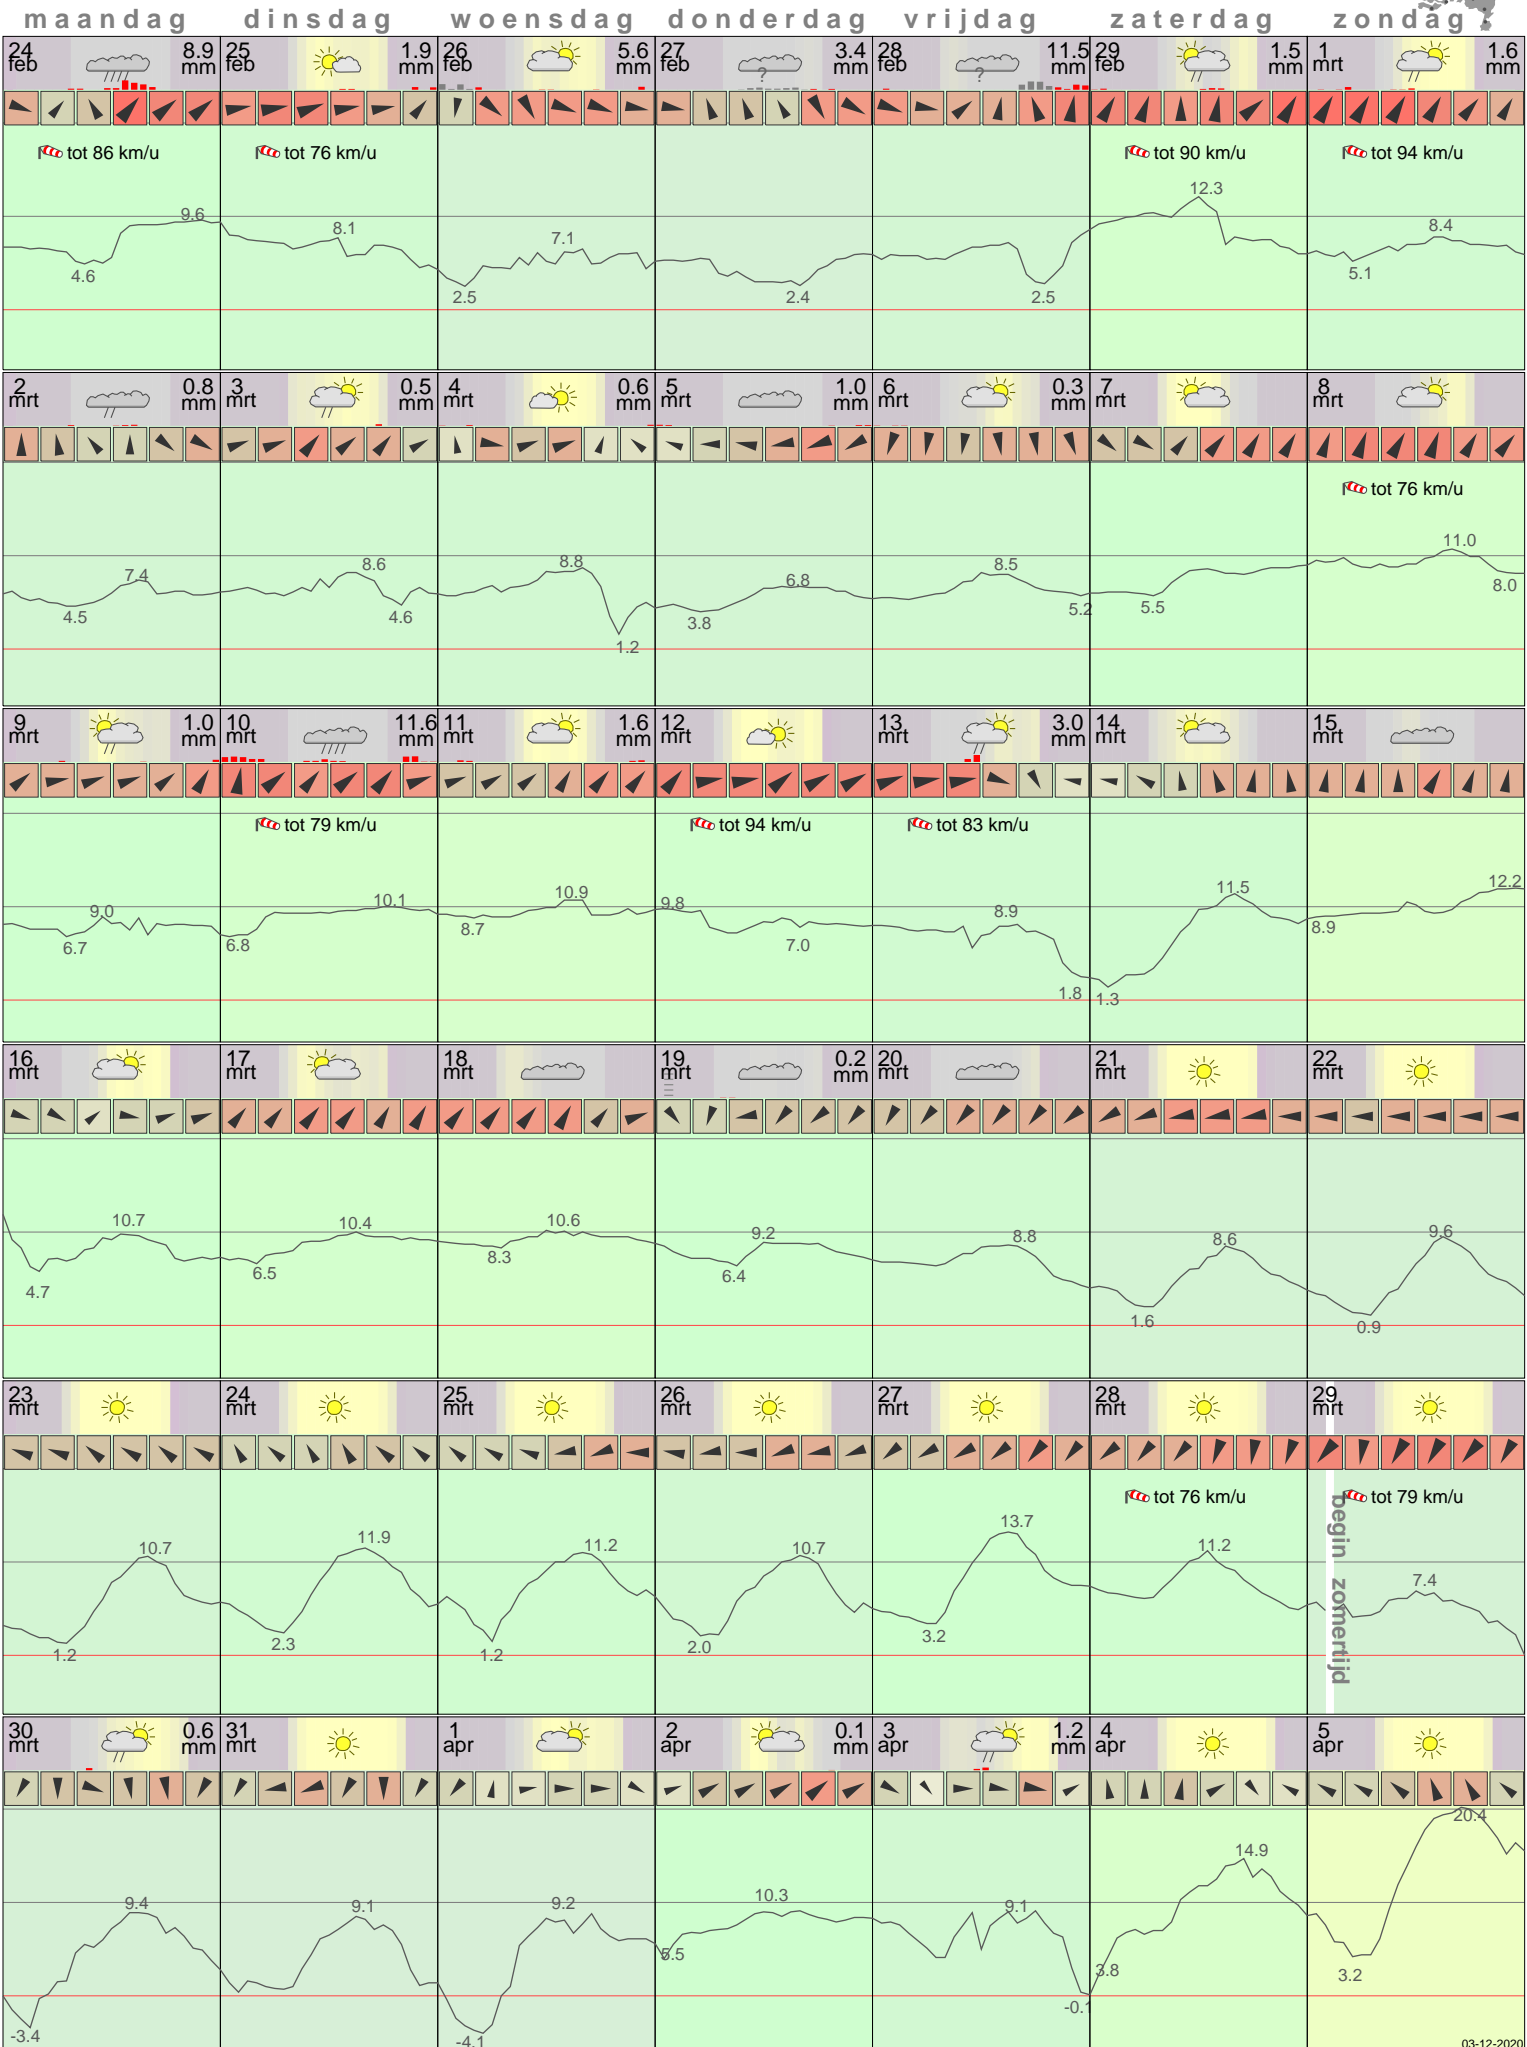 maandag dinsdag woensdag donderdag vrijdag zaterdag zondag
24 feb 8.9 mm 25 feb 1.9 mm 26 feb 5.6 mm 27 feb 3.4 mm 28 feb 11.5 mm 29 feb 1.5 mm 1 mrt 1.6 mm
? ?
tot 86 km/u tot 76 km/u tot 90 km/u tot 94 km/u
9.6 8.1 7.1 12.3 8.4
4.6 2.5 2.4 2.5 5.1
2 mrt 0.8 mm 3 mrt 0.5 mm 4 mrt 0.6 mm 5 mrt 1.0 mm 6 mrt 0.3 mm 7 mrt 8 mrt
tot 76 km/u
7.4 8.6 8.8 6.8 8.5 11.0
4.5 4.6 1.2 3.8 5.2 5.5 8.0
9 mrt 1.0 mm 10 mrt 11.6 mm 11 mrt 1.6 mm 12 mrt 13 mrt 3.0 mm 14 mrt 15 mrt
tot 79 km/u tot 94 km/u tot 83 km/u
9.0 10.1 10.9 9.8 8.9 11.5 12.2
6.7 6.8 8.7 7.0 1.8 1.3 8.9
16 mrt 17 mrt 18 mrt 19 mrt 0.2 mm 20 mrt 21 mrt 22 mrt
10.7 10.4 10.6 9.2 8.8 8.6 9.6
4.7 6.5 8.3 6.4 1.6 0.9
23 mrt 24 mrt 25 mrt 26 mrt 27 mrt 28 mrt 29 mrt
tot 76 km/u tot 79 km/u
begin zomertijd
10.7 11.9 11.2 10.7 13.7 11.2 7.4
1.2 2.3 1.2 2.0 3.2
30 mrt 0.6 mm 31 mrt 1 apr 2 apr 0.1 mm 3 apr 1.2 mm 4 apr 5 apr
9.4 9.1 9.2 10.3 9.1 14.9 20.4
-3.4 -4.1 5.5 -0.1 3.8 3.2
03-12-2020